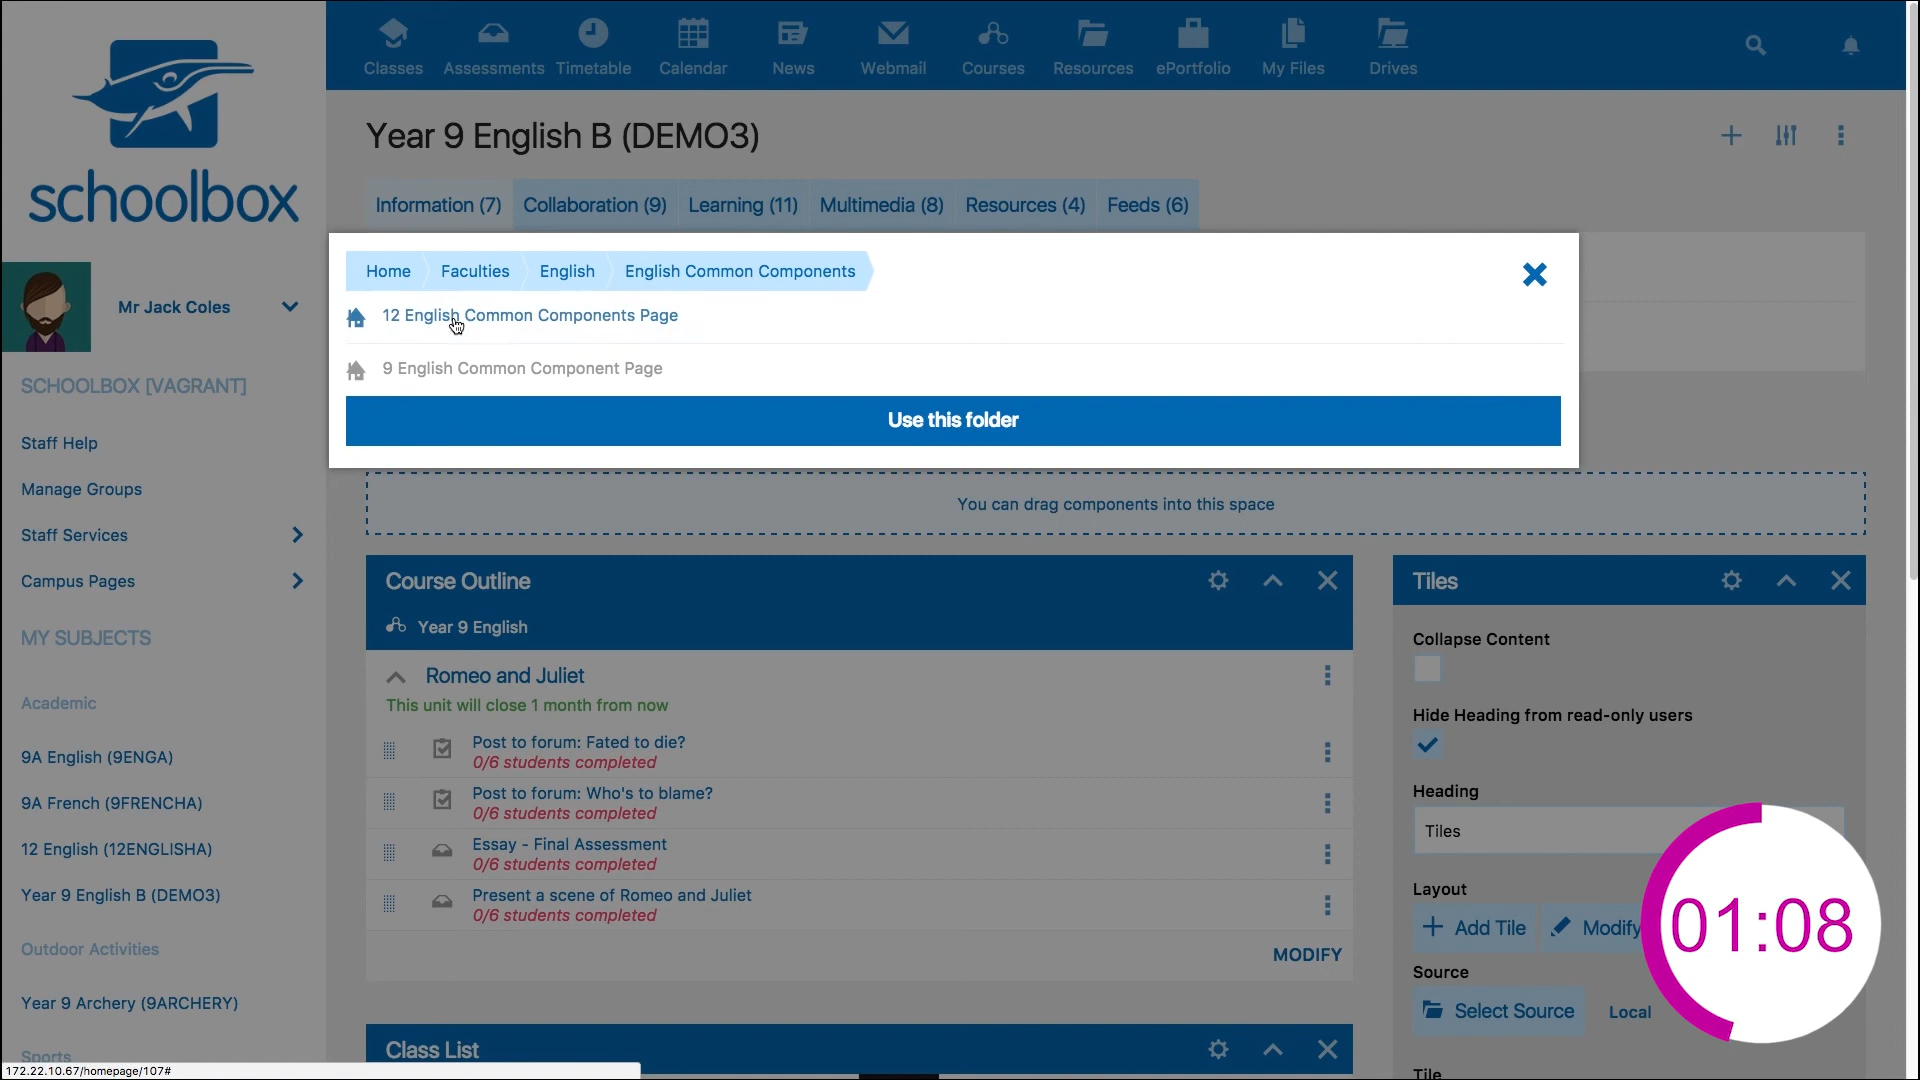 schoolbox
Mr Jack Coles
SCHOOLBOX [VAGRANT]
Staff Help
Manage Groups
Staff Services
Campus Pages
MY SUBJECTS
Academic
9A English (9ENGA)
9A French (9FRENCHA)
12 English (12ENGLISHA)
Year 9 English B (DEMO3)
Outdoor Activities
Year 9 Archery (9ARCHERY)
Sports
172.22.10.67/homepage/107#
Classes Assessments Timetable Calendar News Webmail Courses Resources ePortfolio My Files Drives
Year 9 English B (DEMO3)
Information (7) Collaboration (9) Learning (11) Multimedia (8) Resources (4) Feeds (6)
Home Faculties English English Common Components
12 English Common Components Page
9 English Common Component Page
Use this folder
You can drag components into this space
Course Outline
Year 9 English
Romeo and Juliet
This unit will close 1 month from now
Post to forum: Fated to die?
0/6 students completed
Post to forum: Who's to blame?
0/6 students completed
Essay - Final Assessment
0/6 students completed
Present a scene of Romeo and Juliet
0/6 students completed
MODIFY
Class List
Tiles
Collapse Content
Hide Heading from read-only users
Heading
Tiles
Layout
Add Tile Modify
Source
Select Source Local
Tile
01:08